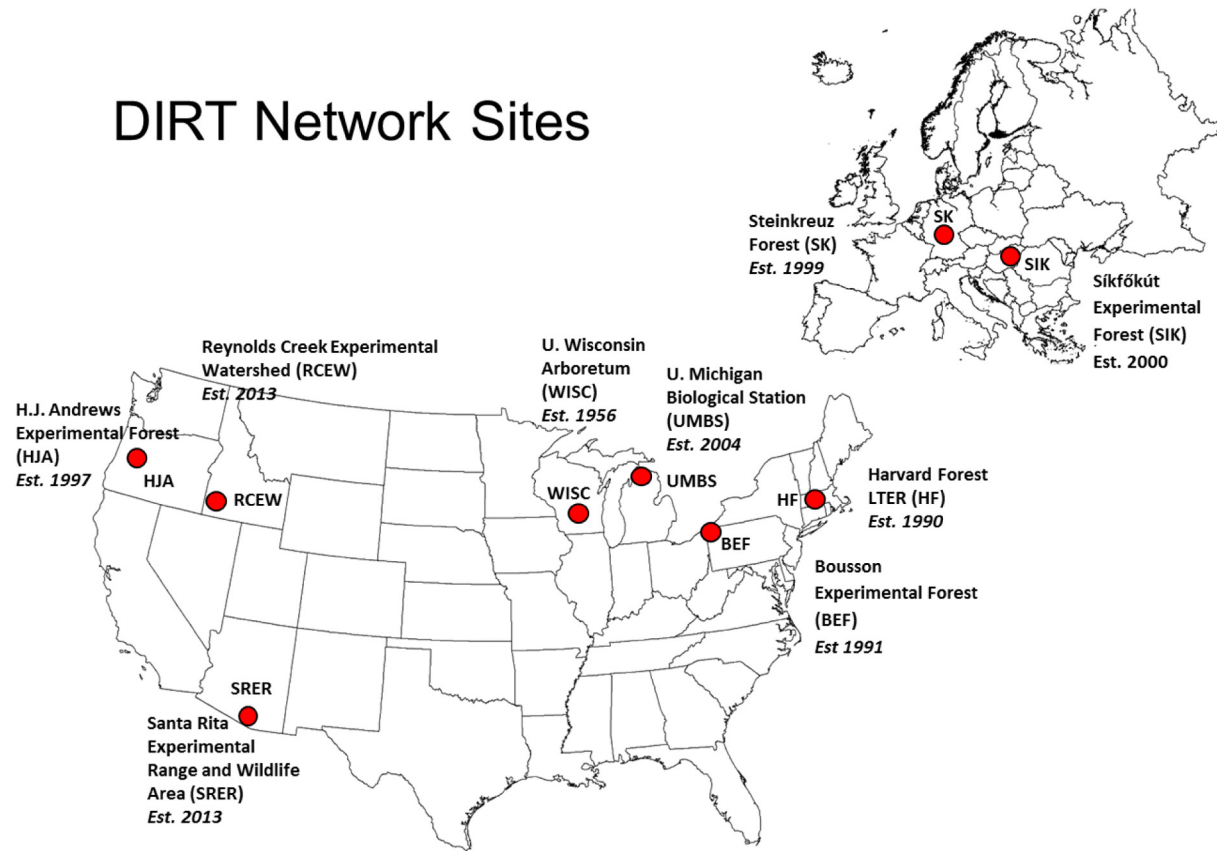 DIRT Network Sites
SK
Steinkreuz
Forest (SK)
Est. 1999
SIK
Síkfőkút
Experimental
Forest (SIK)
Est. 2000
Reynolds Creek Experimental
Watershed (RCEW)
Est. 2013
U. Wisconsin
Arboretum
(WISC)
Est. 1956
U. Michigan
Biological Station
(UMBS)
Est. 2004
H.J. Andrews
Experimental Forest
(HJA)
Est. 1997
HJA
RCEW
WISC
UMBS
HF
Harvard Forest
LTER (HF)
Est. 1990
BEF
Bousson
Experimental Forest
(BEF)
Est 1991
SRER
Santa Rita
Experimental
Range and Wildlife
Area (SRER)
Est. 2013